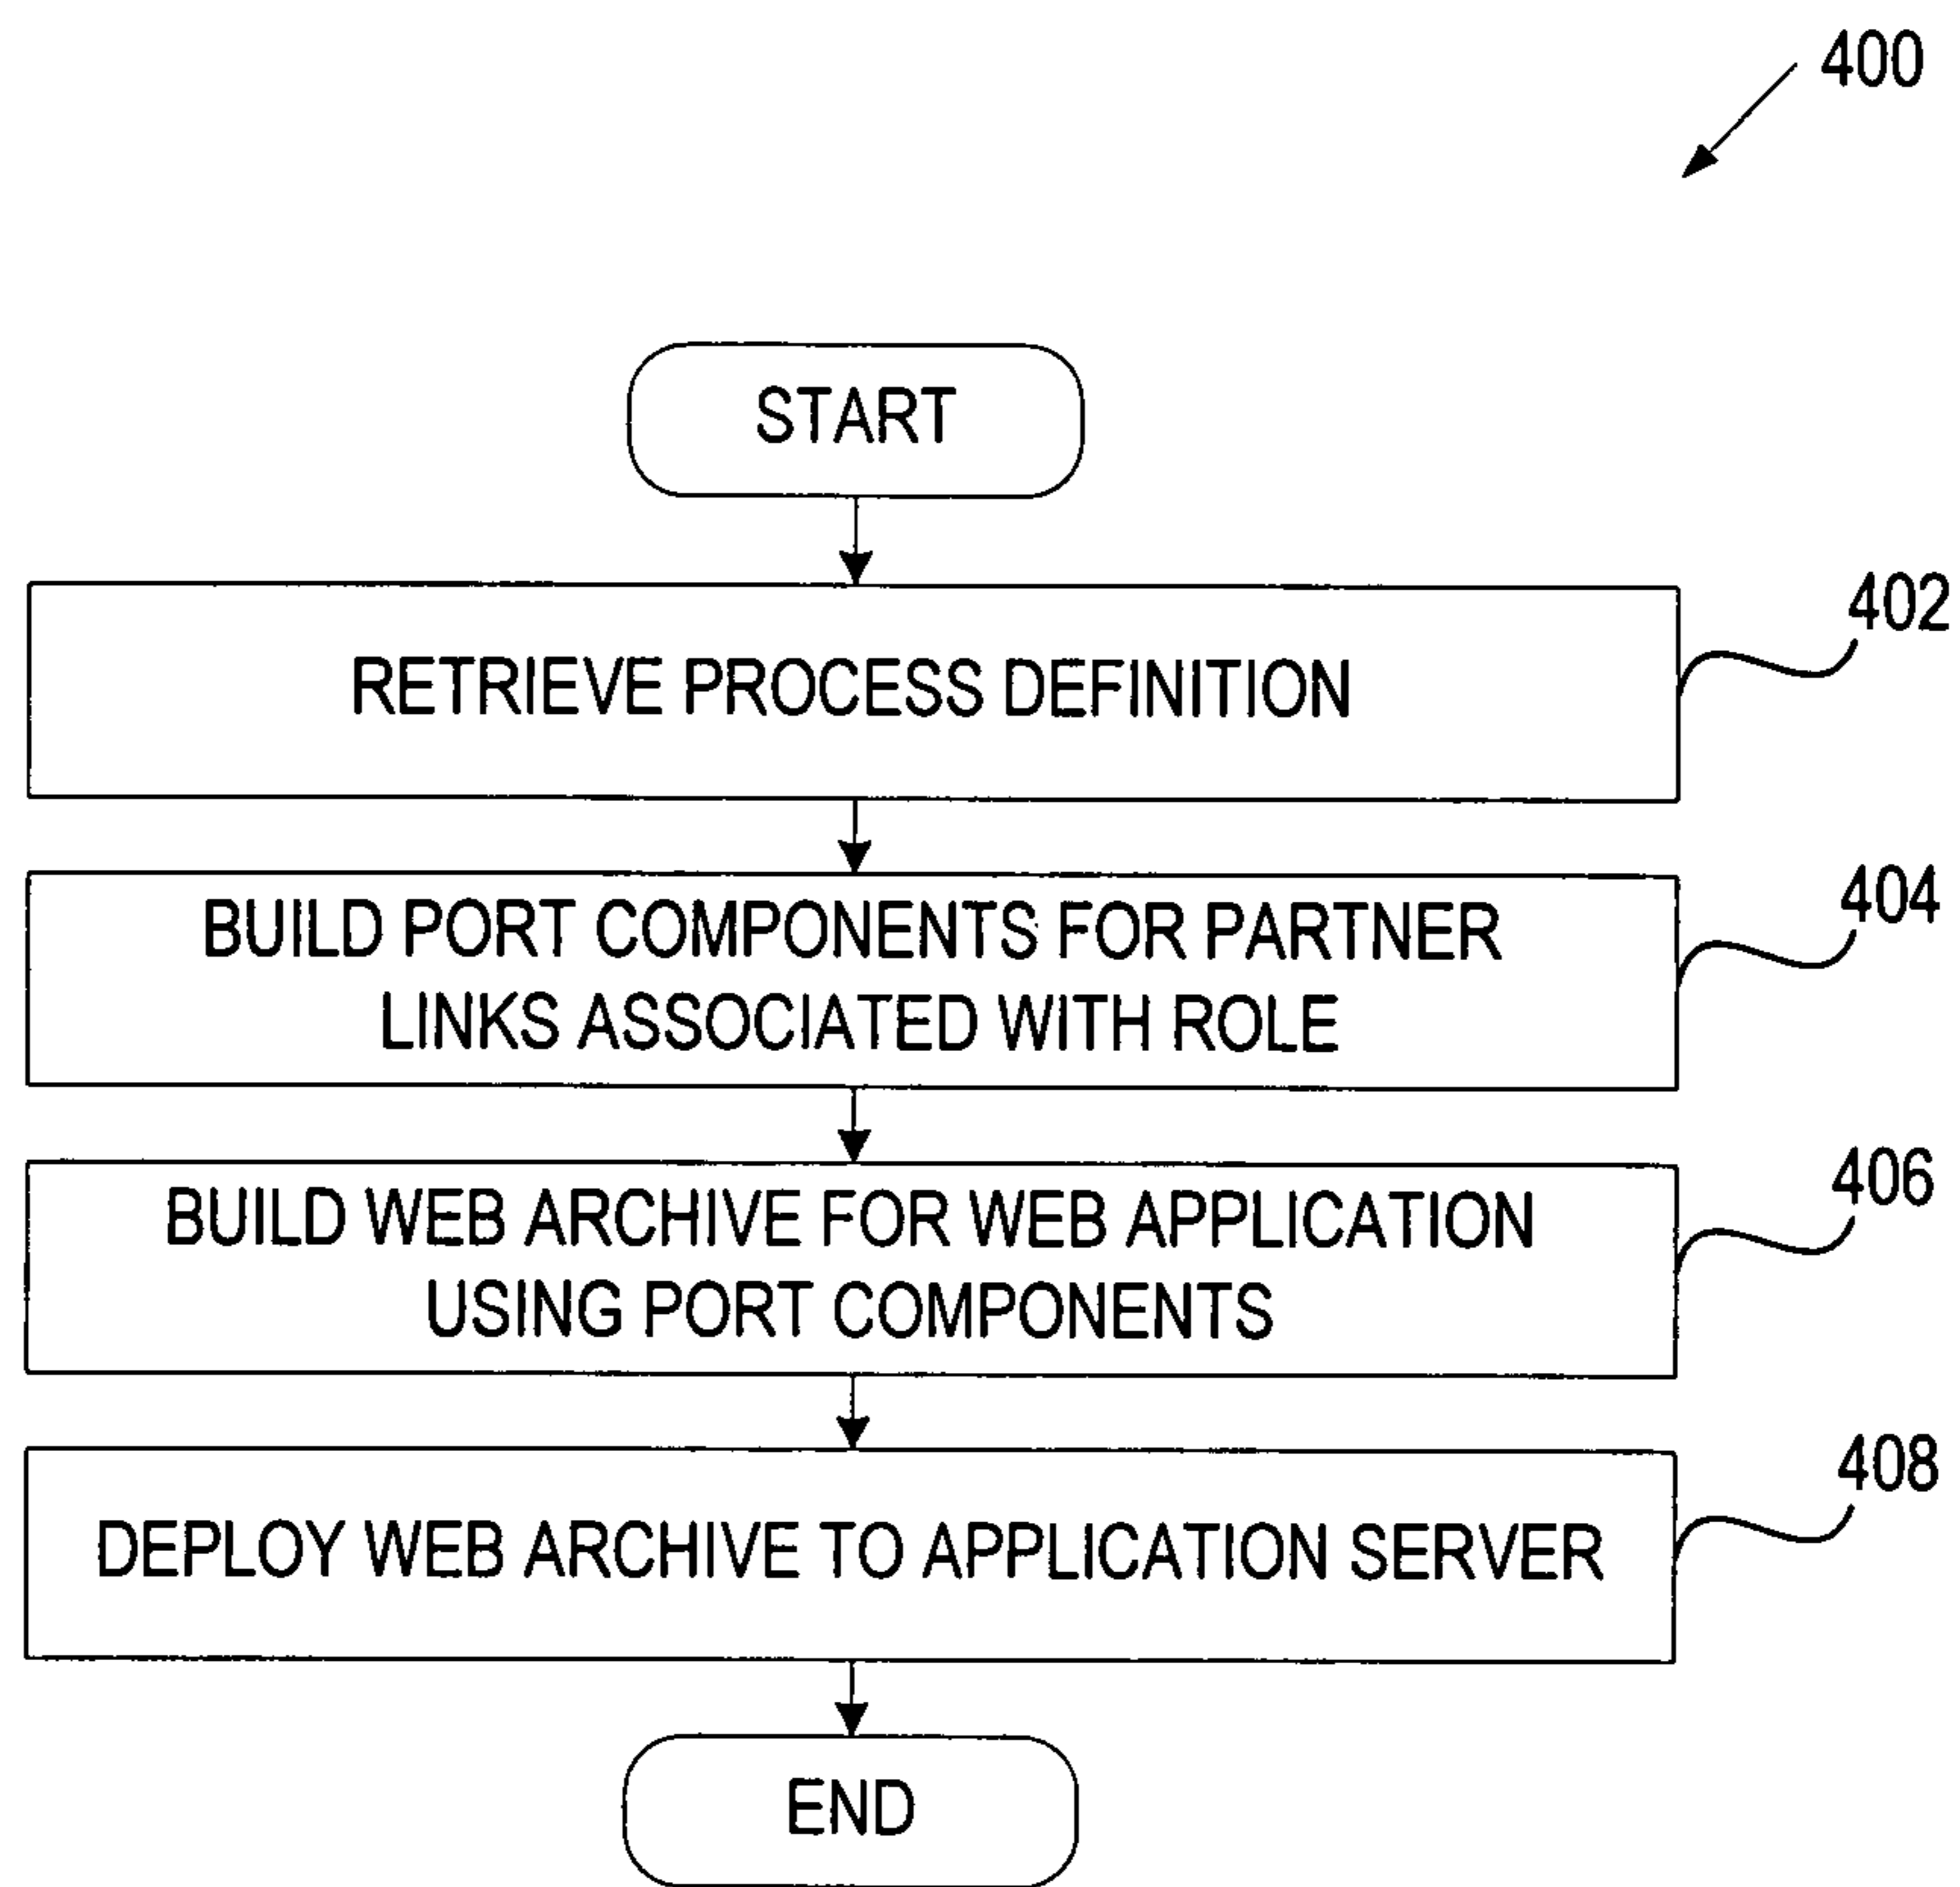 400
START
402
RETRIEVE PROCESS DEFINITION
404
BUILD PORT COMPONENTS FOR PARTNER
LINKS ASSOCIATED WITH ROLE
406
BUILD WEB ARCHIVE FOR WEB APPLICATION
USING PORT COMPONENTS
408
DEPLOY WEB ARCHIVE TO APPLICATION SERVER
END